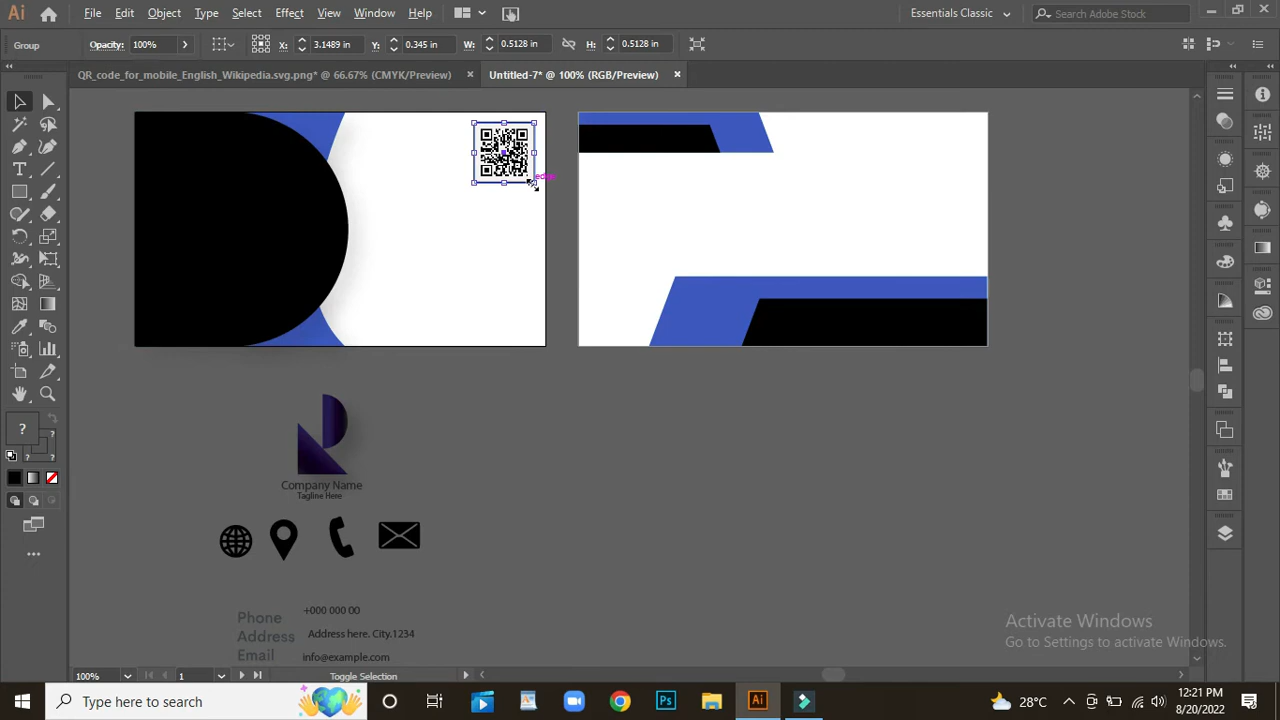 Ai File Edit Object Type Select Effect View Window Help Essentials Classic Search Adobe Stock
Group Opacity: 100% X: 3.1489 in Y: 0.345 in W: 0.5128 in H: 0.5128 in
QR_code_for_mobile_English_Wikipedia.svg.png* @ 66.67% (CMYK/Preview) Untitled-7* @ 100% (RGB/Preview)
Company Name
Tagline Here
Phone +000 000 00
Address Address here. City.1234
Email info@example.com
Activate Windows
Go to Settings to activate Windows.
100% 1 Toggle Selection
Type here to search Ps Ai 28°C 12:21 PM
8/20/2022